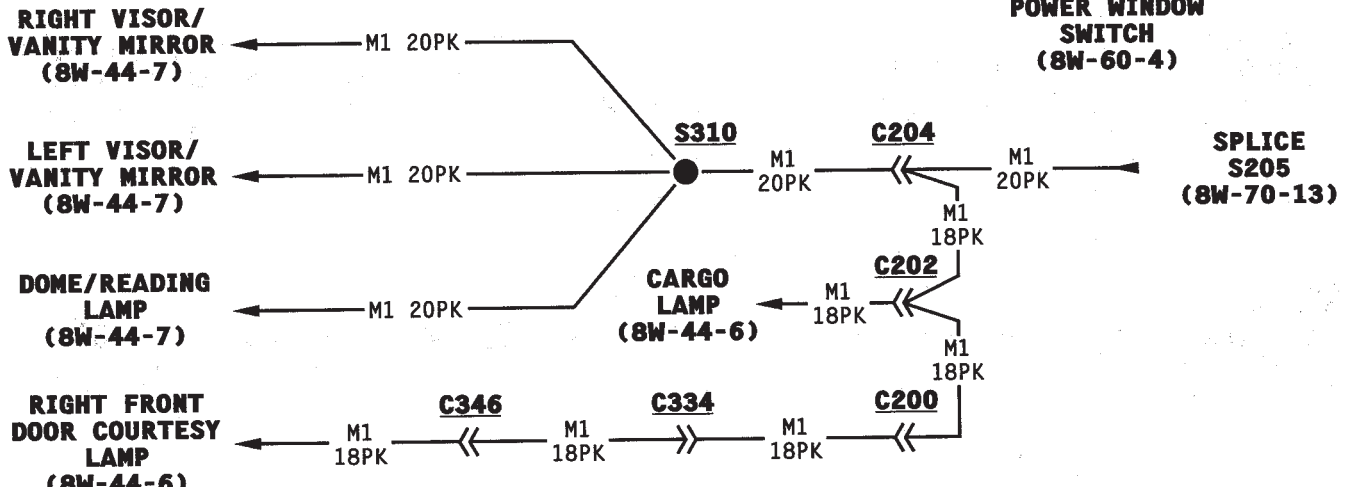 RIGHT VISOR/
VANITY MIRROR
(8W-44-7)
M1 20PK
POWER WINDOW
SWITCH
(8W-60-4)
LEFT VISOR/
VANITY MIRROR
(8W-44-7)
M1 20PK
S310
M1
20PK
C204
M1
20PK
SPLICE
S205
(8W-70-13)
M1
18PK
DOME/READING
LAMP
(8W-44-7)
M1 20PK
CARGO
LAMP
(8W-44-6)
M1
18PK
C202
M1
18PK
RIGHT FRONT
DOOR COURTESY
LAMP
(8W-44-6)
M1
18PK
C346
M1
18PK
C334
M1
18PK
C200